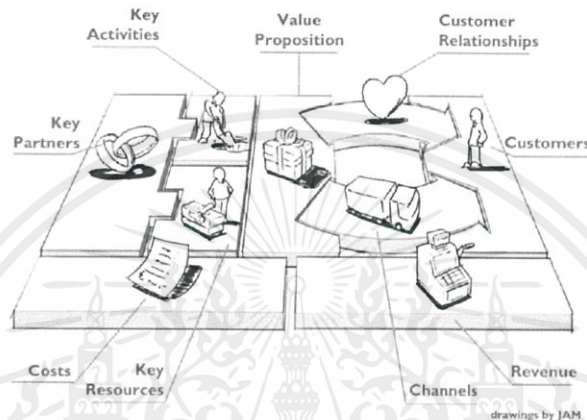 Key
Activities
Value
Proposition
Customer
Relationships
Key
Partners
Customers
Costs
Key
Resources
Channels
Revenue
drawings by JAM